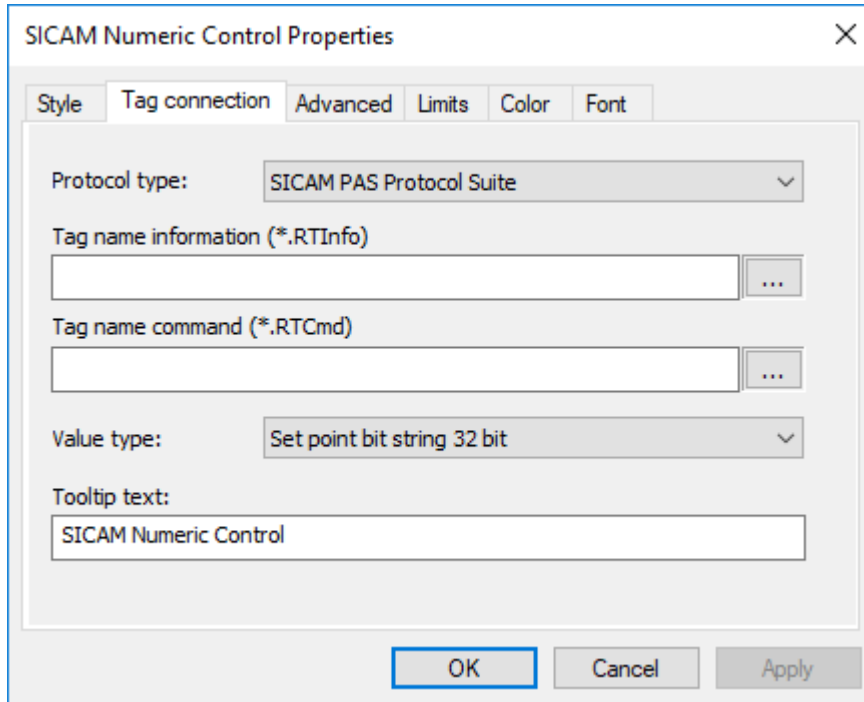 SICAM Numeric Control Properties
Style Tag connection Advanced Limits Color Font
Protocol type: SICAM PAS Protocol Suite
Tag name information (*.RTInfo)
...
Tag name command (*.RTCmd)
...
Value type: Set point bit string 32 bit
Tooltip text:
SICAM Numeric Control
OK Cancel Apply